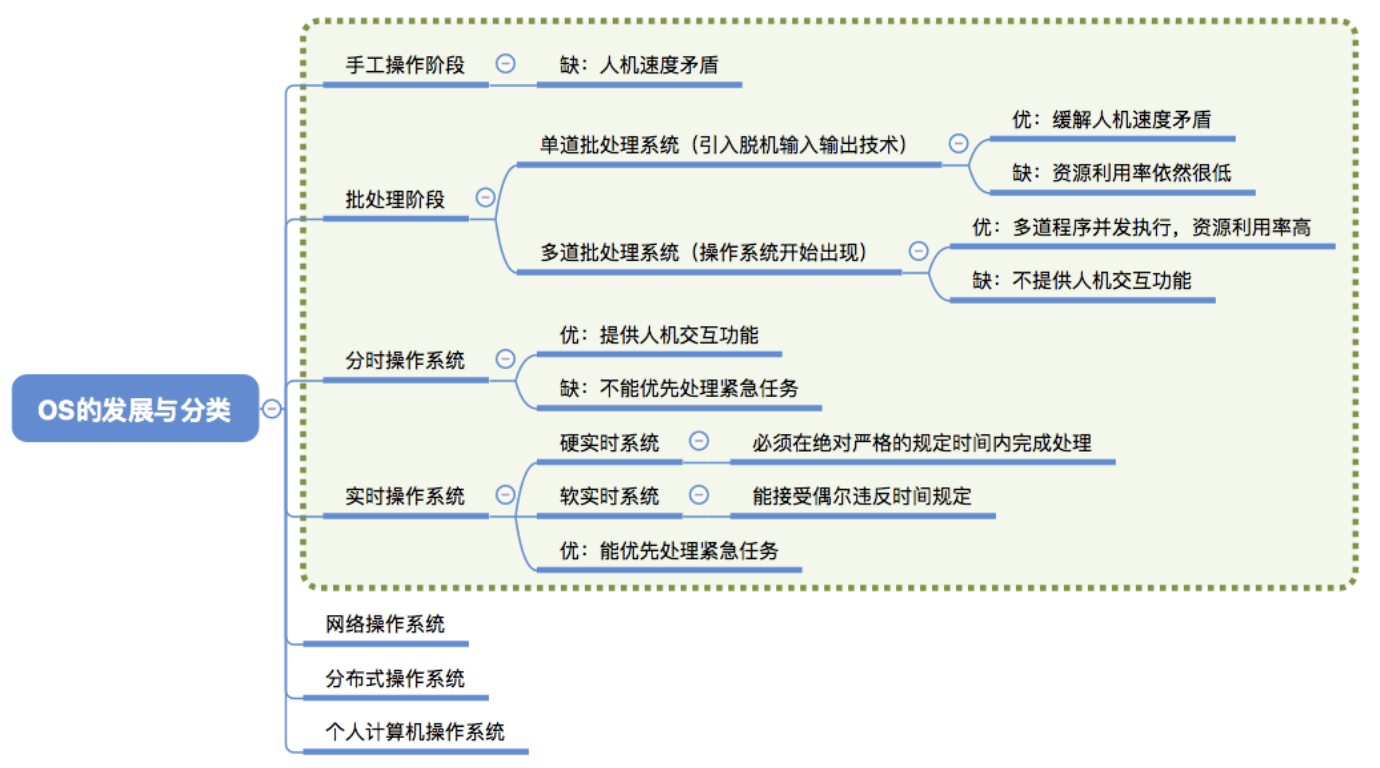 手工操作阶段
缺：人机速度矛盾
优：缓解人机速度矛盾
单道批处理系统（引入脱机输入输出技术）
缺：资源利用率依然很低
批处理阶段
优：多道程序并发执行，资源利用率高
多道批处理系统（操作系统开始出现）
缺：不提供人机交互功能
优：提供人机交互功能
分时操作系统
缺：不能优先处理紧急任务
OS的发展与分类
硬实时系统
必须在绝对严格的规定时间内完成处理
实时操作系统
软实时系统
能接受偶尔违反时间规定
优：能优先处理紧急任务
网络操作系统
分布式操作系统
个人计算机操作系统